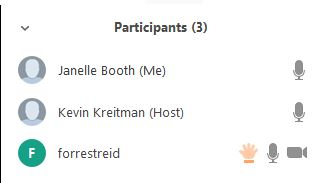 Participants (3)
Janelle Booth (Me)
Kevin Kreitman (Host)
F forrestreid